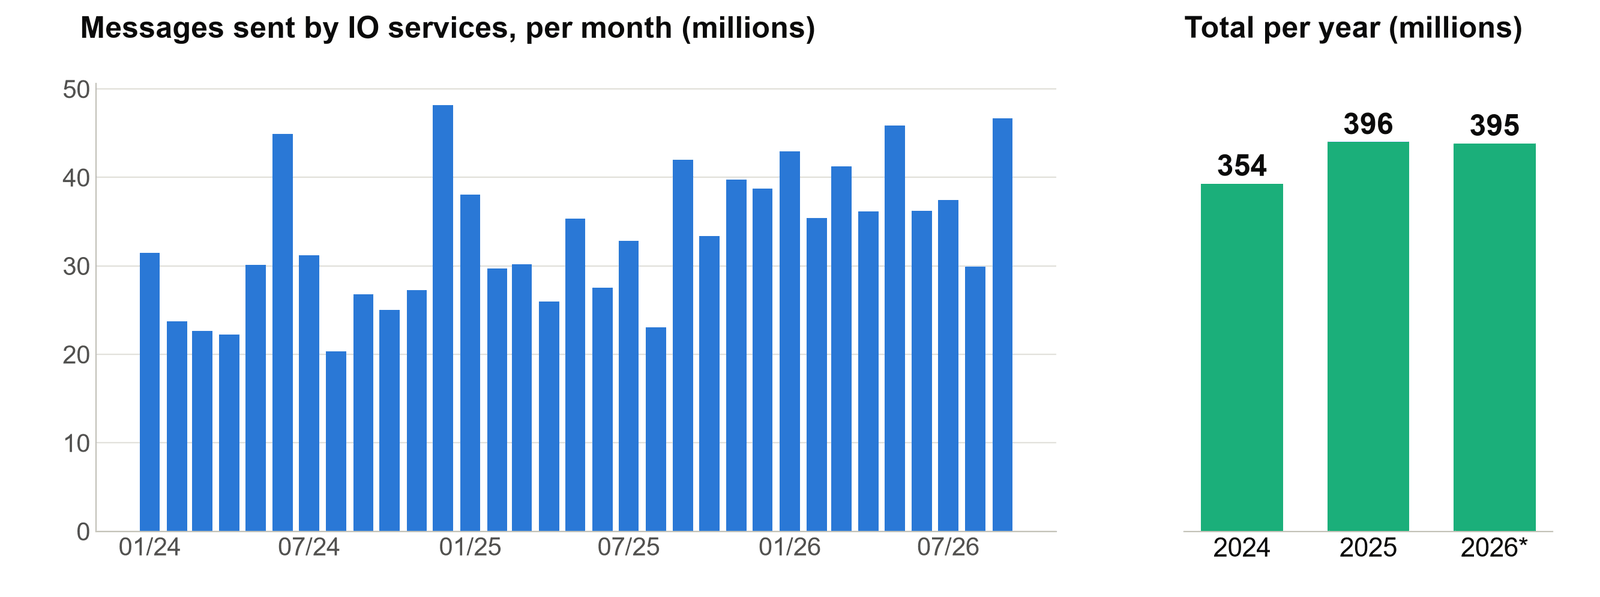 Messages sent by IO services, per month (millions)
50
40
30
20
10
0
01/24 07/24 01/25 07/25 01/26 07/26
Total per year (millions)
354 396 395
2024 2025 2026*